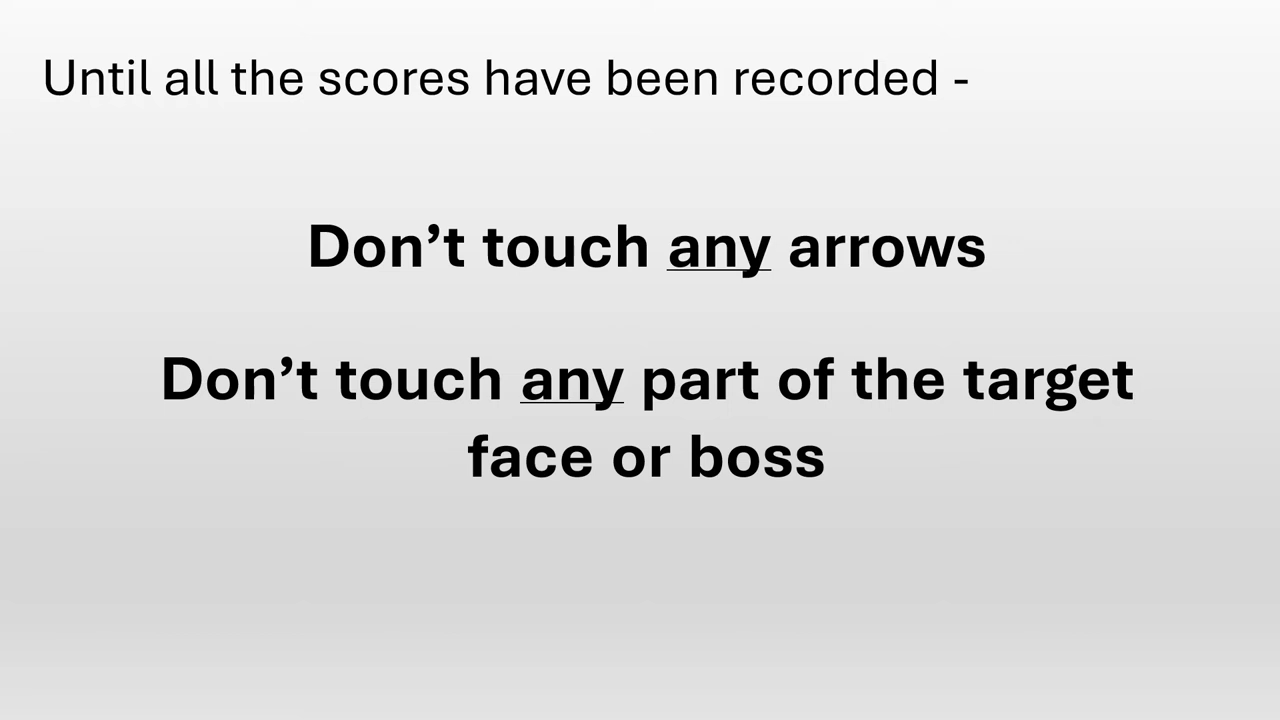 Until all the scores have been recorded -
Don’t touch any arrows
Don’t touch any part of the target
face or boss